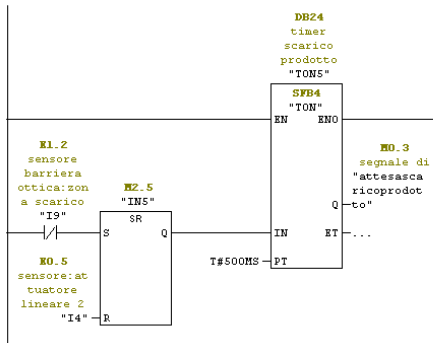 DB24
timer
scarico
prodotto
"TON5"
SFB4
"TON"
EN ENO
E1.2
sensore
barriera
ottica:zon
a scarico
"I9"
M2.5
"IN5"
SR
S Q
M0.3
segnale di
"attesasca
ricoprodot
to"
Q
IN ET ...
E0.5
sensore:at
tuatore
lineare 2
"I4" R
T#500MS PT